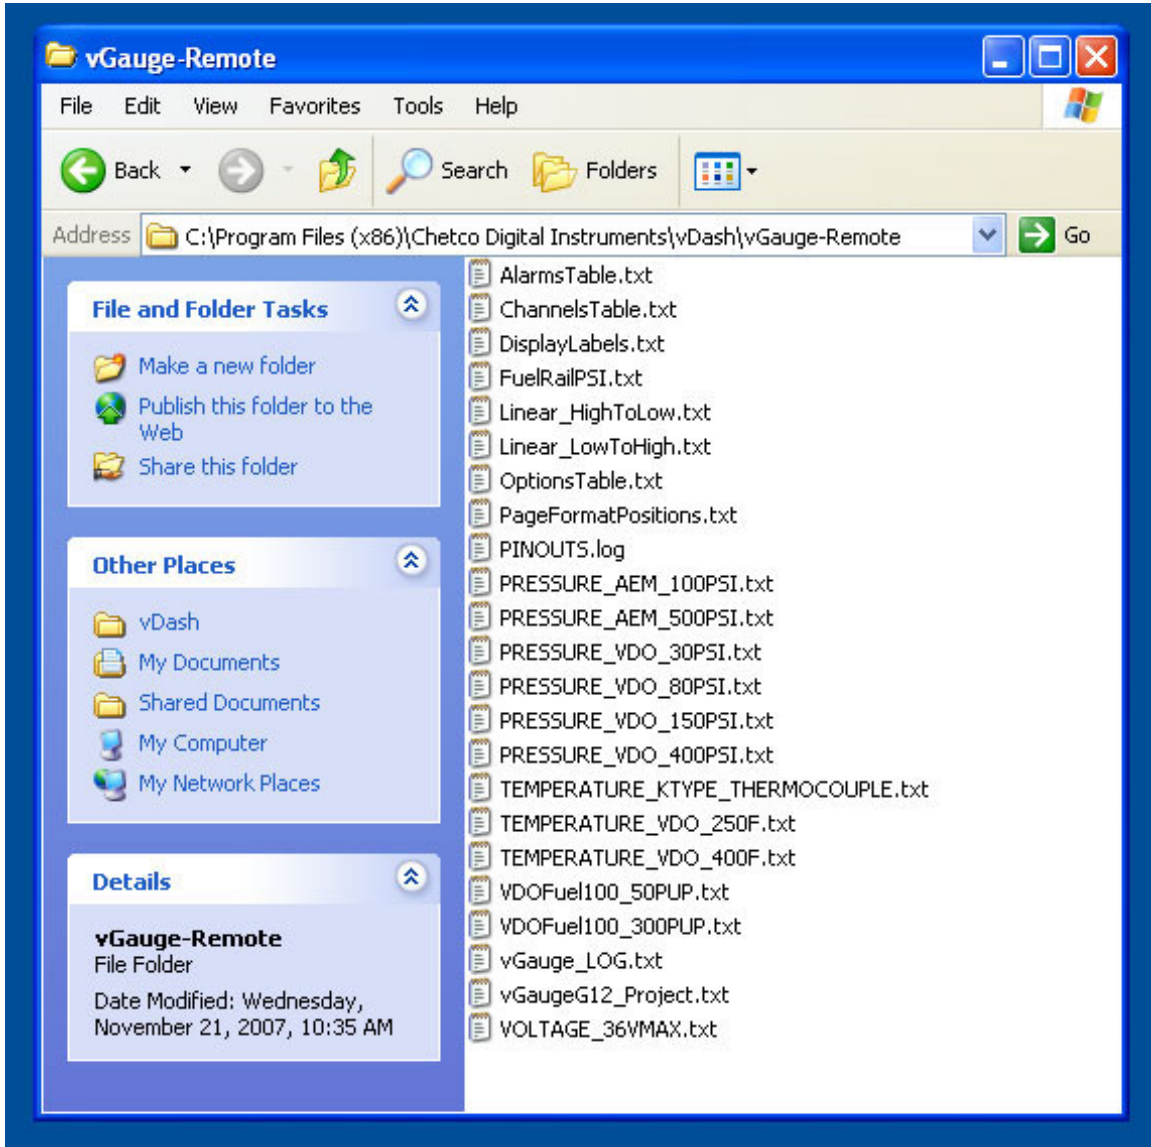 vGauge-Remote
File Edit View Favorites Tools Help
Back Search Folders
Address C:\Program Files (x86)\Chetco Digital Instruments\vDash\vGauge-Remote Go
File and Folder Tasks
Make a new folder
Publish this folder to the
Web
Share this folder
Other Places
vDash
My Documents
Shared Documents
My Computer
My Network Places
Details
vGauge-Remote
File Folder
Date Modified: Wednesday,
November 21, 2007, 10:35 AM
AlarmsTable.txt
ChannelsTable.txt
DisplayLabels.txt
FuelRailPSI.txt
Linear_HighToLow.txt
Linear_LowToHigh.txt
OptionsTable.txt
PageFormatPositions.txt
PINOUTS.log
PRESSURE_AEM_100PSI.txt
PRESSURE_AEM_500PSI.txt
PRESSURE_VDO_30PSI.txt
PRESSURE_VDO_80PSI.txt
PRESSURE_VDO_150PSI.txt
PRESSURE_VDO_400PSI.txt
TEMPERATURE_KTYPE_THERMOCOUPLE.txt
TEMPERATURE_VDO_250F.txt
TEMPERATURE_VDO_400F.txt
VDOFuel100_50PUP.txt
VDOFuel100_300PUP.txt
vGauge_LOG.txt
vGaugeG12_Project.txt
VOLTAGE_36VMAX.txt